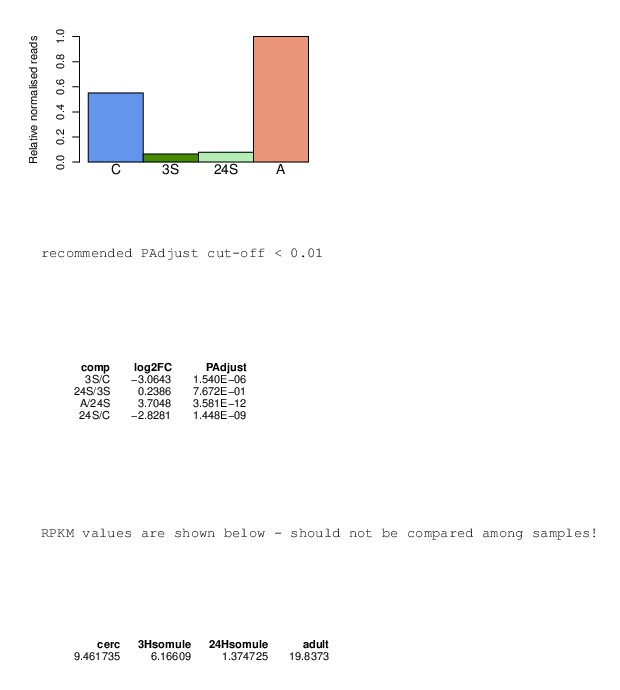 Relative normalised reads
1.0
0.8
0.6
0.4
0.2
0.0
C 3S 24S A
recommended PAdjust cut-off < 0.01
comp log2FC PAdjust
3S/C −3.0643 1.540E−06
24S/3S 0.2386 7.672E−01
A/24S 3.7048 3.581E−12
24S/C −2.8281 1.448E−09
RPKM values are shown below - should not be compared among samples!
cerc 3Hsomule 24Hsomule adult
9.461735 6.16609 1.374725 19.8373